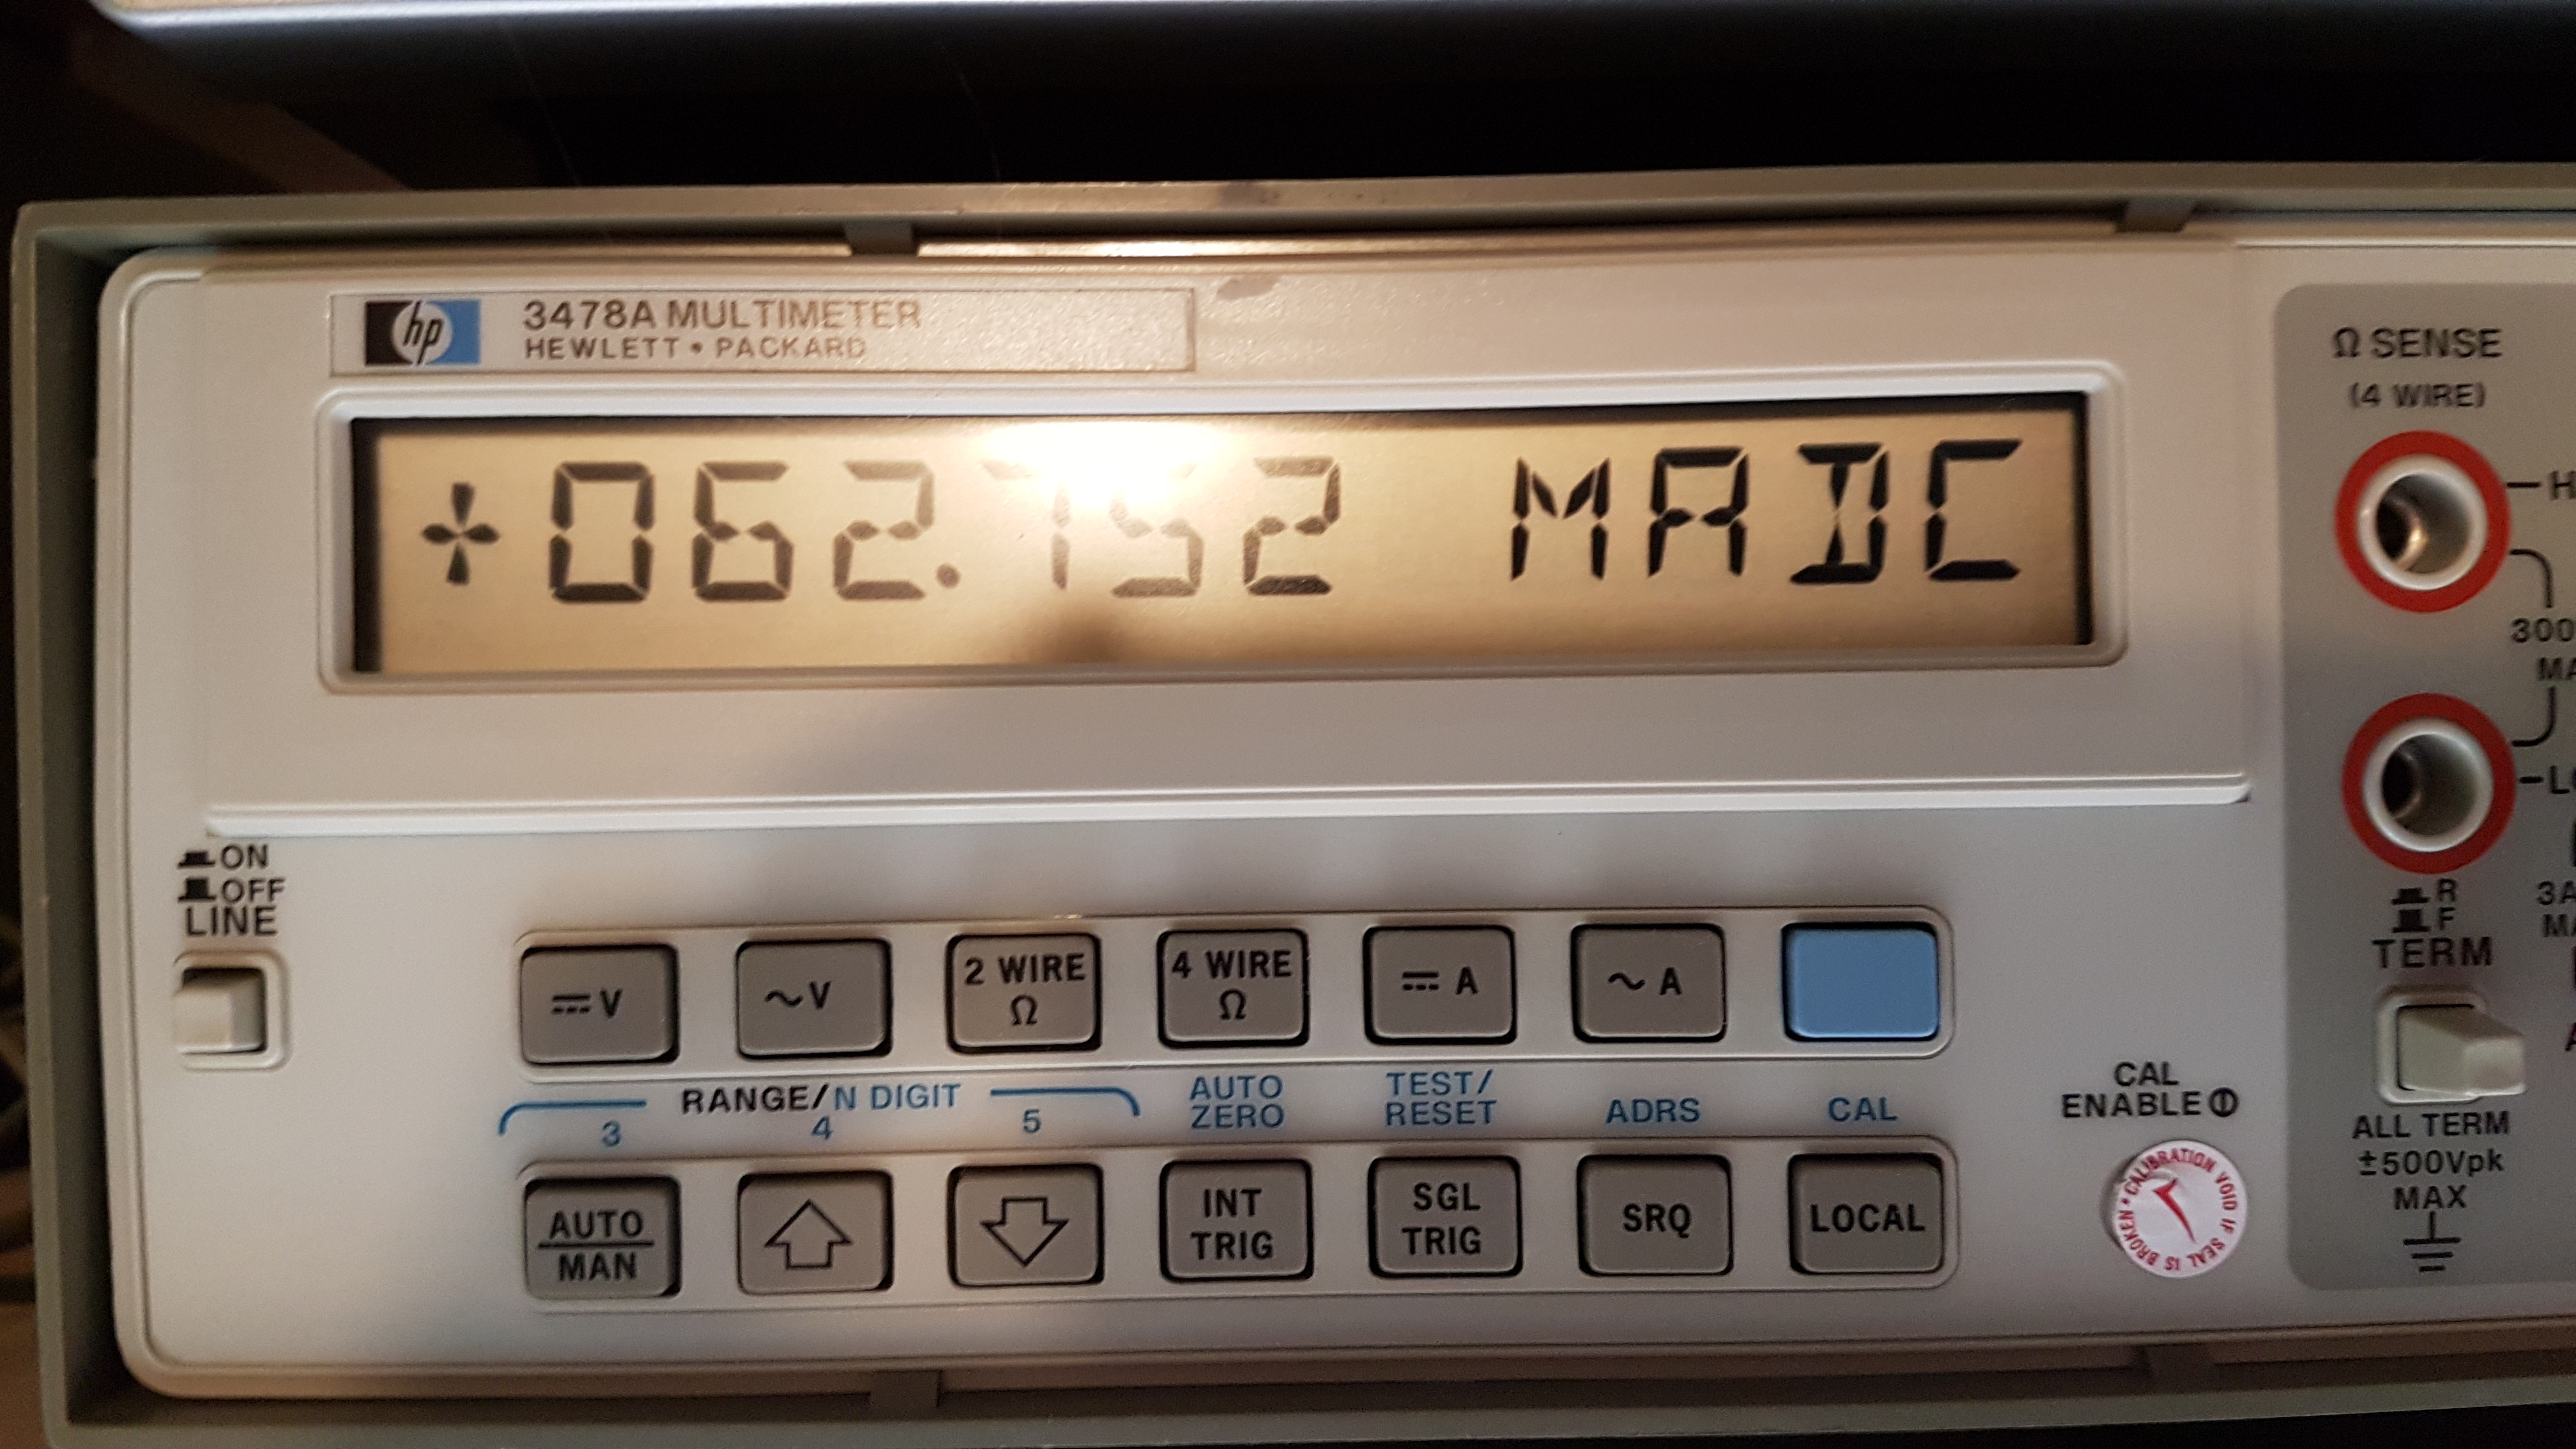 hp
3478A MULTIMETER
HEWLETT • PACKARD
+062.752 MADC
Ω SENSE
(4 WIRE)
300
ON
OFF
LINE
⎓V
~V
2 WIRE
Ω
4 WIRE
Ω
⎓ A
~ A
RANGE/N DIGIT
3
4
5
AUTO
ZERO
TEST/
RESET
ADRS
CAL
AUTO
MAN
INT
TRIG
SGL
TRIG
SRQ
LOCAL
CAL
ENABLE
CALIBRATION VOID IF SEAL IS BROKEN •
R
F
TERM
3A
ALL TERM
±500Vpk
MAX